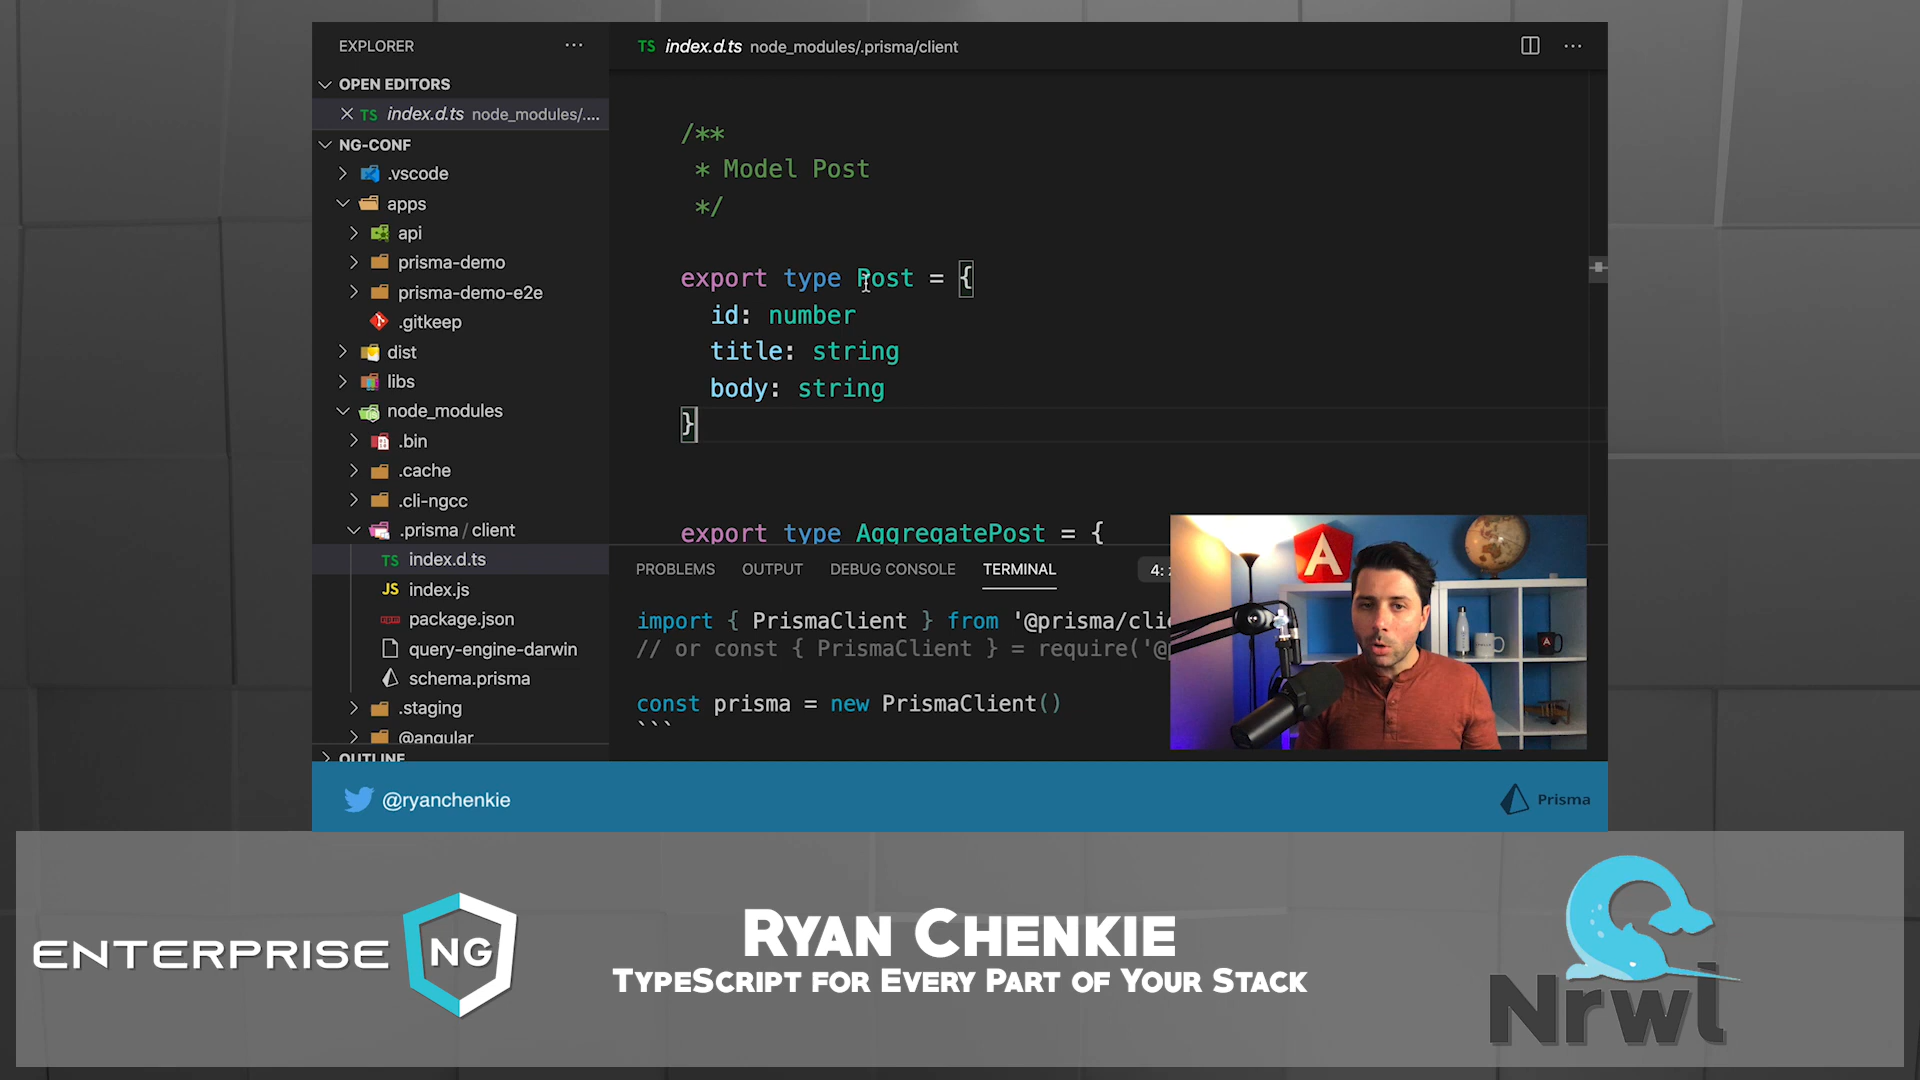 EXPLORER
OPEN EDITORS
TS index.d.ts node_modules/....
NG-CONF
.vscode
apps
api
prisma-demo
prisma-demo-e2e
.gitkeep
dist
libs
node_modules
.bin
.cache
.cli-ngcc
.prisma / client
TS index.d.ts
JS index.js
package.json
query-engine-darwin
schema.prisma
.staging
@angular
OUTLINE
TS index.d.ts node_modules/.prisma/client
/**
* Model Post
*/
export type Post = {
id: number
title: string
body: string
}
export type AggregatePost = {
PROBLEMS OUTPUT DEBUG CONSOLE TERMINAL 4:
import { PrismaClient } from '@prisma/cli
// or const { PrismaClient } = require('@
const prisma = new PrismaClient()
```
@ryanchenkie
Prisma
ENTERPRISE NG
RYAN CHENKIE
TYPESCRIPT FOR EVERY PART OF YOUR STACK
Nrwl